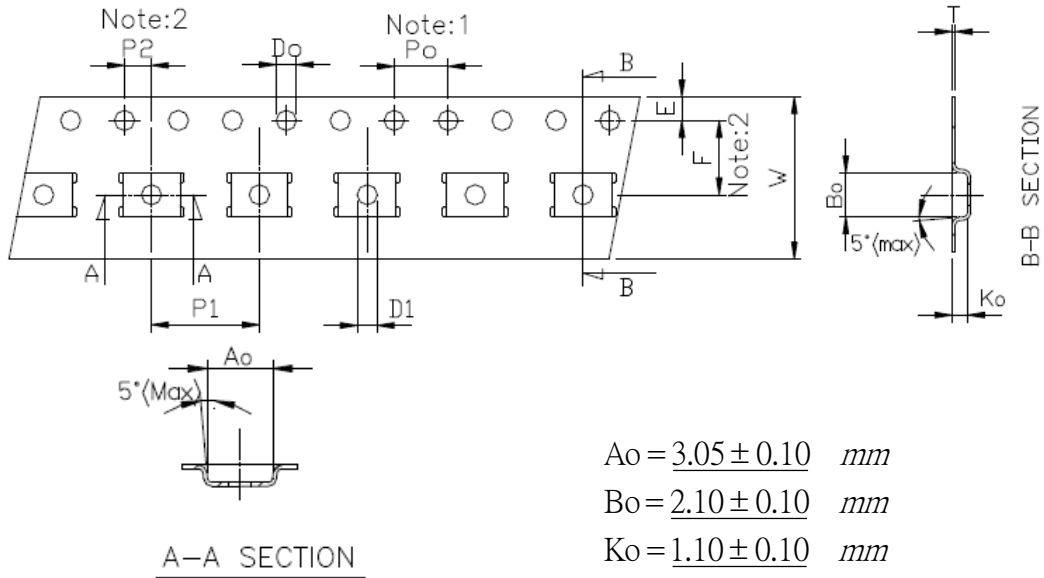 Note:2
P2
Do
Note:1
Po
B
T
E
F
Note:2
W
Bo
5°(max)
B-B SECTION
A
A
B
P1
D1
Ko
Ao
5°(Max)
Ao = 3.05 ± 0.10 mm
Bo = 2.10 ± 0.10 mm
Ko = 1.10 ± 0.10 mm
A-A SECTION